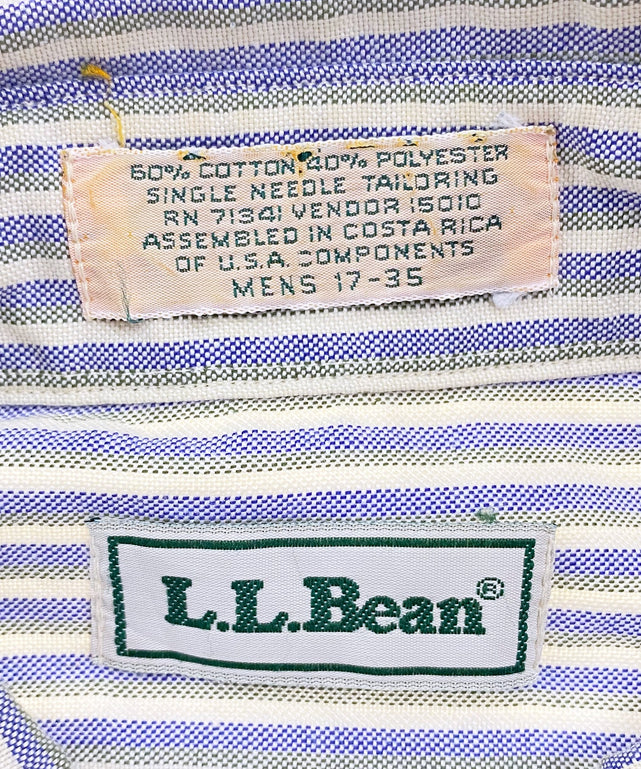 60% COTTON 40% POLYESTER
SINGLE NEEDLE TAILORING
RN 71341 VENDOR 15010
ASSEMBLED IN COSTA RICA
OF U.S.A. COMPONENTS
MENS 17-35
L.L.Bean®